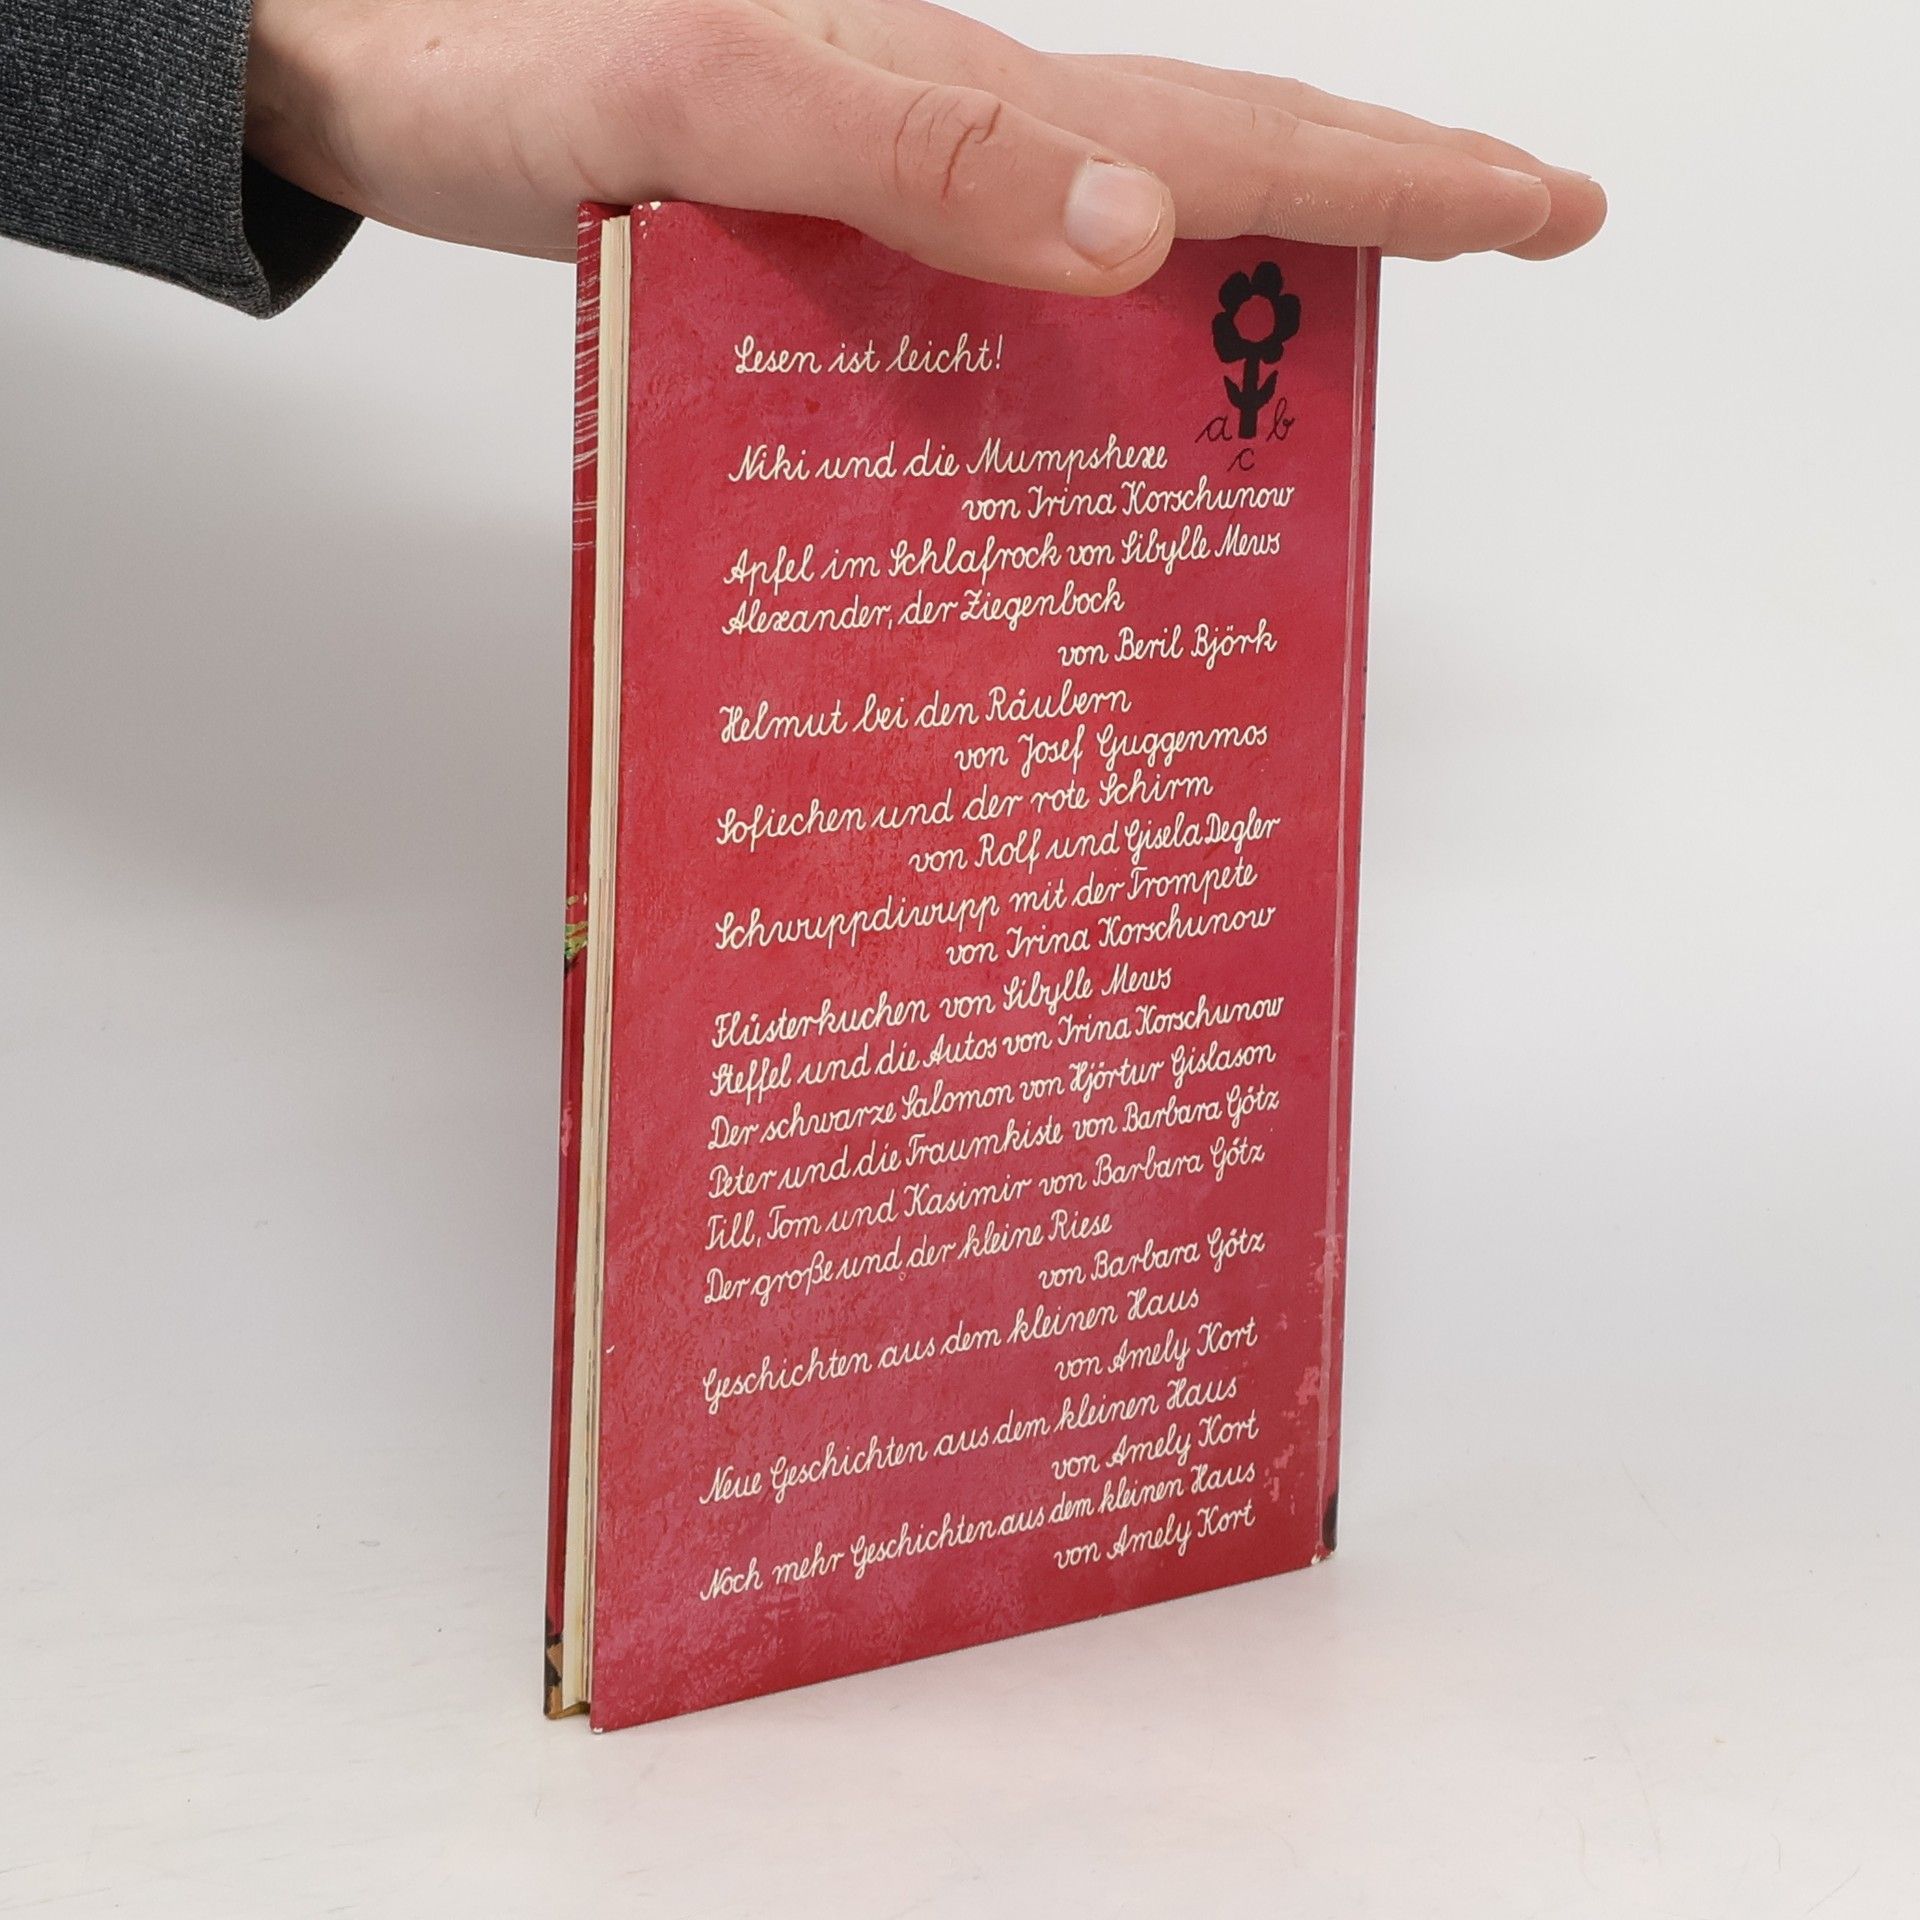 Lesen ist leicht!
a b
c
Niki und die Mumpshexe
von Irina Korschunow
Apfel im Schlafrock von Sibylle Mews
Alexander, der Ziegenbock
von Beril Björk
Helmut bei den Räubern
von Josef Guggenmos
Sofiechen und der rote Schirm
von Rolf und Gisela Degler
Schwuppdiwupp mit der Trompete
von Irina Korschunow
Flüsterkuchen von Sibylle Mews
Steffel und die Autos von Irina Korschunow
Der schwarze Salomon von Hjörtur Gislason
Peter und die Traumkiste von Barbara Götz
Till, Tom und Kasimir von Barbara Götz
Der große und der kleine Riese
von Barbara Götz
Geschichten aus dem kleinen Haus
von Amely Kort
Neue Geschichten aus dem kleinen Haus
von Amely Kort
Noch mehr Geschichten aus dem kleinen Haus
von Amely Kort